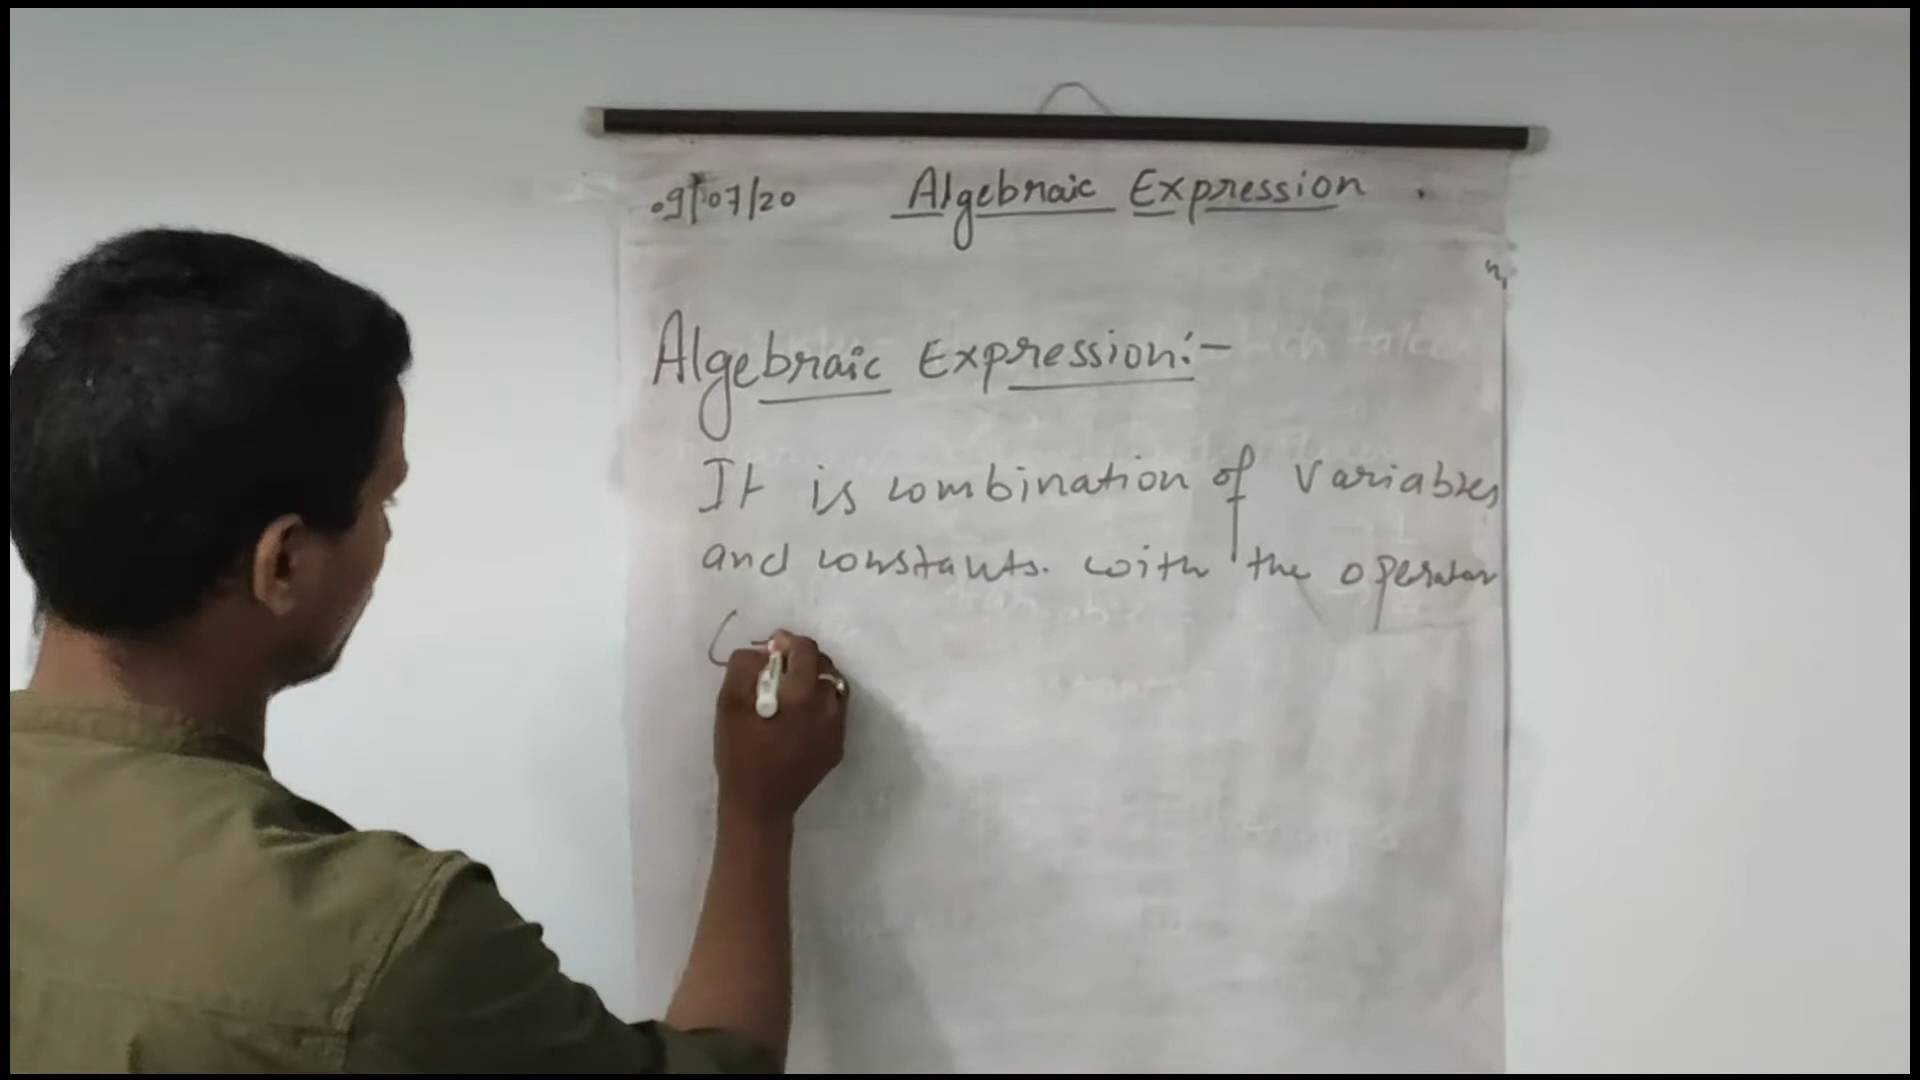 09/07/20 Algebraic Expression .
Algebraic Expression:-
It is combination of variables
and constants. with the operator
(